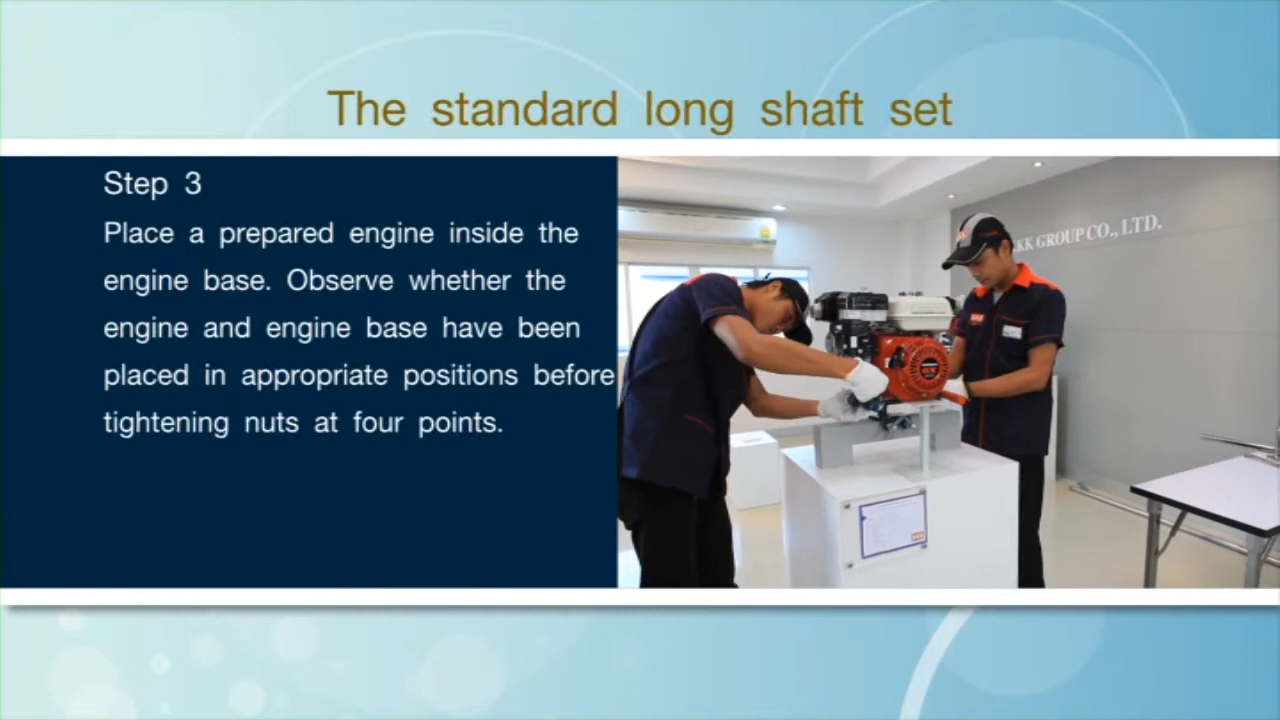 The standard long shaft set
Step 3
Place a prepared engine inside the
engine base. Observe whether the
engine and engine base have been
placed in appropriate positions before
tightening nuts at four points.
KK GROUP CO., LTD.